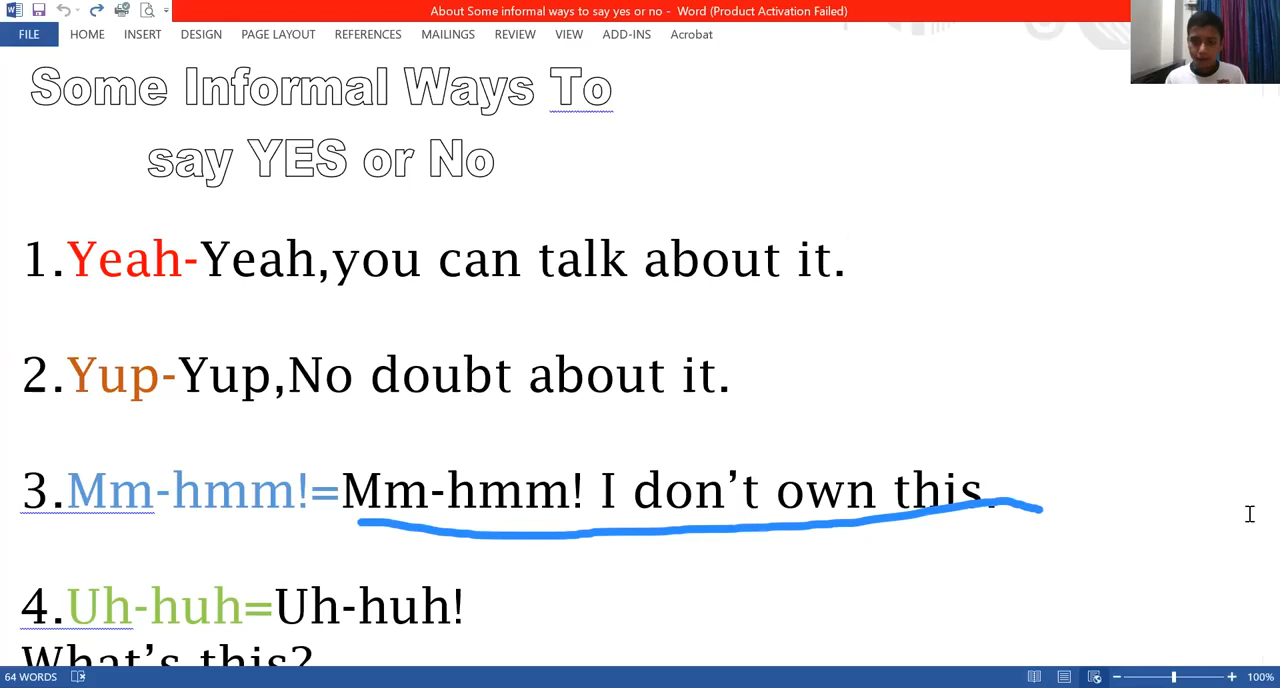 About Some informal ways to say yes or no - Word (Product Activation Failed)
FILE HOME INSERT DESIGN PAGE LAYOUT REFERENCES MAILINGS REVIEW VIEW ADD-INS Acrobat
Some Informal Ways To
say YES or No
1.Yeah-Yeah,you can talk about it.
2.Yup-Yup,No doubt about it.
3.Mm-hmm!=Mm-hmm! I don't own this.
4.Uh-huh=Uh-huh!
What's this?
64 WORDS 100%